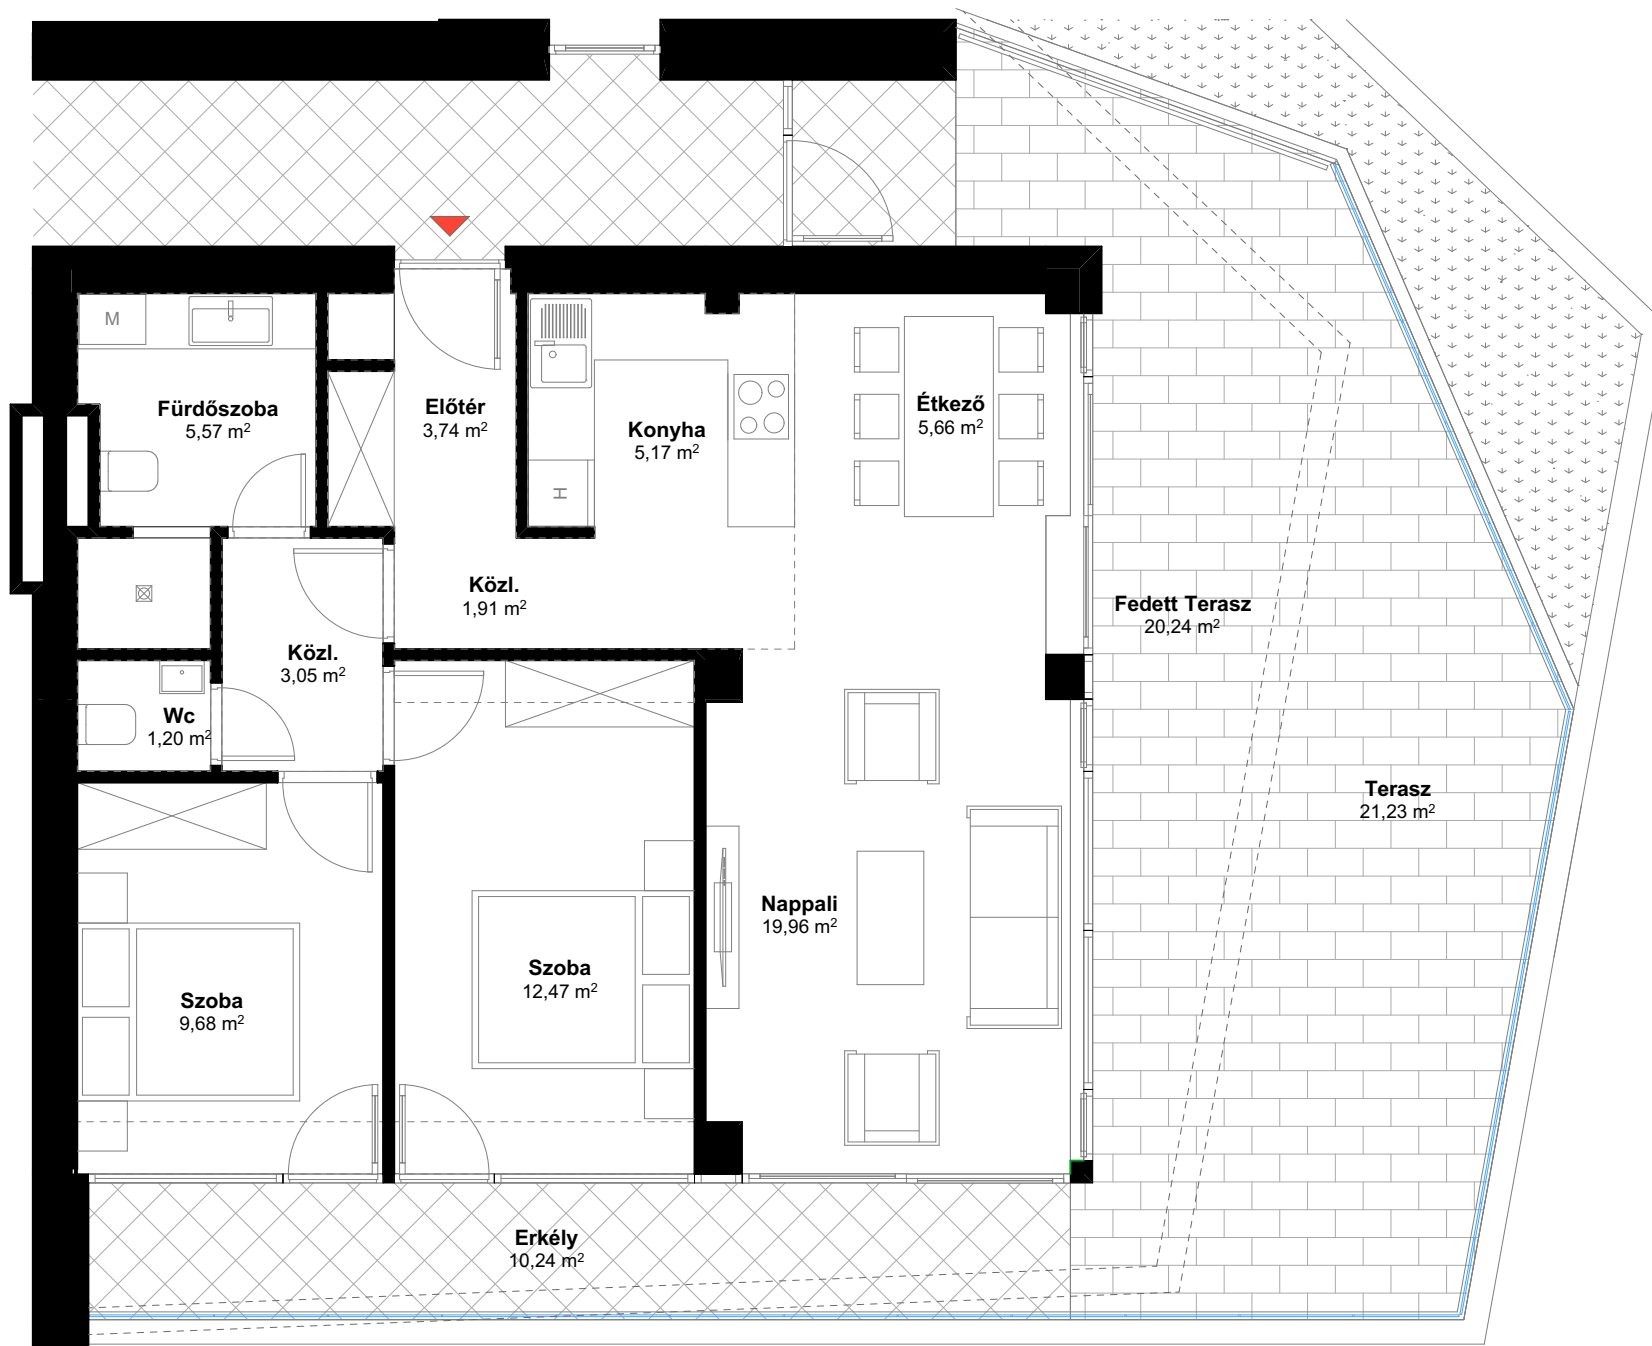 M
Fürdőszoba
5,57 m²
Előtér
3,74 m²
Konyha
5,17 m²
H
Étkező
5,66 m²
Közl.
1,91 m²
Fedett Terasz
20,24 m²
Közl.
3,05 m²
Wc
1,20 m²
Terasz
21,23 m²
Nappali
19,96 m²
Szoba
12,47 m²
Szoba
9,68 m²
Erkély
10,24 m²